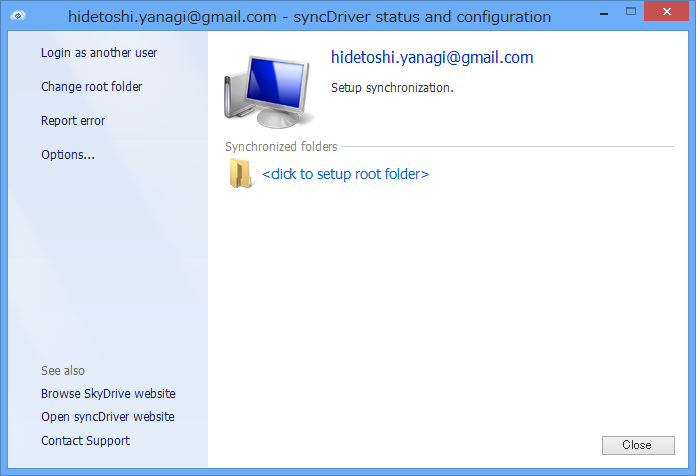 hidetoshi.yanagi@gmail.com - syncDriver status and configuration
Login as another user
Change root folder
Report error
Options...
hidetoshi.yanagi@gmail.com
Setup synchronization.
Synchronized folders
<click to setup root folder>
See also
Browse SkyDrive website
Open syncDriver website
Contact Support
Close